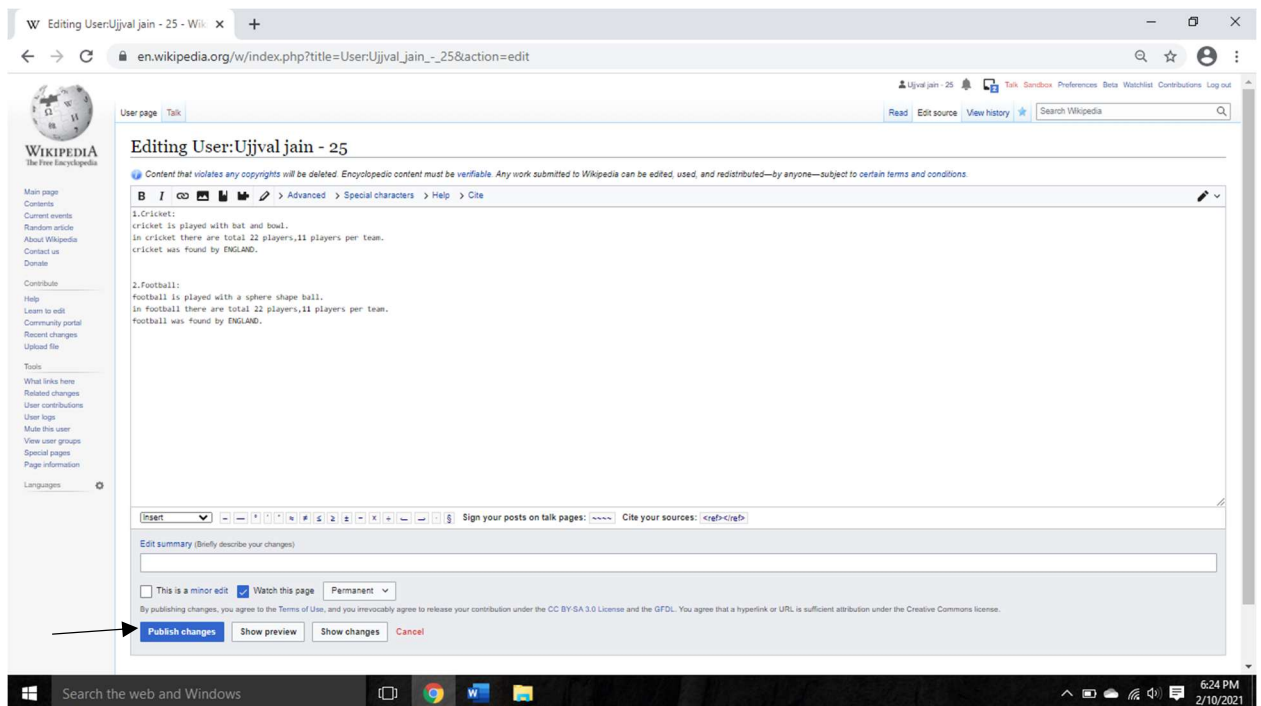 Editing User:Ujjval jain - 25 - Wik
en.wikipedia.org/w/index.php?title=User:Ujjval_jain_-_25&action=edit
Ujjval jain - 25 Talk Sandbox Preferences Beta Watchlist Contributions Log out
User page Talk
Read Edit source View history Search Wikipedia
WIKIPEDIA
The Free Encyclopedia
Main page
Contents
Current events
Random article
About Wikipedia
Contact us
Donate
Contribute
Help
Learn to edit
Community portal
Recent changes
Upload file
Tools
What links here
Related changes
User contributions
User logs
Mute this user
View user groups
Special pages
Page information
Languages
Editing User:Ujjval jain - 25
Content that violates any copyrights will be deleted. Encyclopedic content must be verifiable. Any work submitted to Wikipedia can be edited, used, and redistributed—by anyone—subject to certain terms and conditions.
B I Advanced Special characters Help Cite
1.Cricket:
cricket is played with bat and bowl.
in cricket there are total 22 players,11 players per team.
cricket was found by ENGLAND.
2.Football:
football is played with a sphere shape ball.
in football there are total 22 players,11 players per team.
football was found by ENGLAND.
Insert – — ° ′ ″ ≈ ≠ ≤ ≥ ± − × ÷ ← → · § Sign your posts on talk pages: ~~~~ Cite your sources: <ref></ref>
Edit summary (Briefly describe your changes)
This is a minor edit Watch this page Permanent
By publishing changes, you agree to the Terms of Use, and you irrevocably agree to release your contribution under the CC BY-SA 3.0 License and the GFDL. You agree that a hyperlink or URL is sufficient attribution under the Creative Commons license.
Publish changes Show preview Show changes Cancel
Search the web and Windows
6:24 PM
2/10/2021